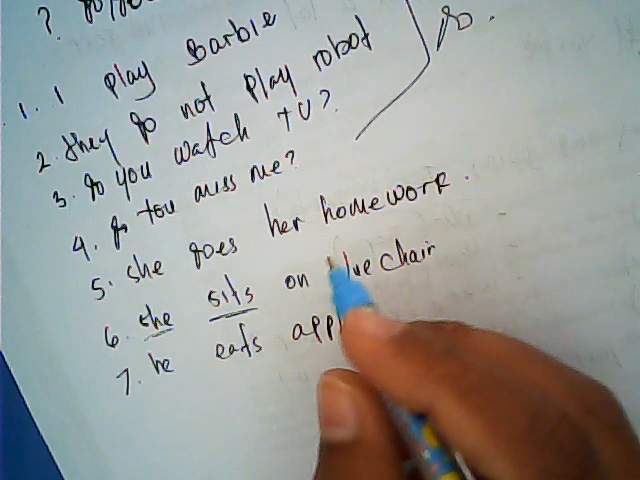 ?
1. I play Barbie
2. they do not play robot
3. do you watch tv?
4. do you miss me?
5. she does her homework.
6. the sits on chair
7. he eats
do.